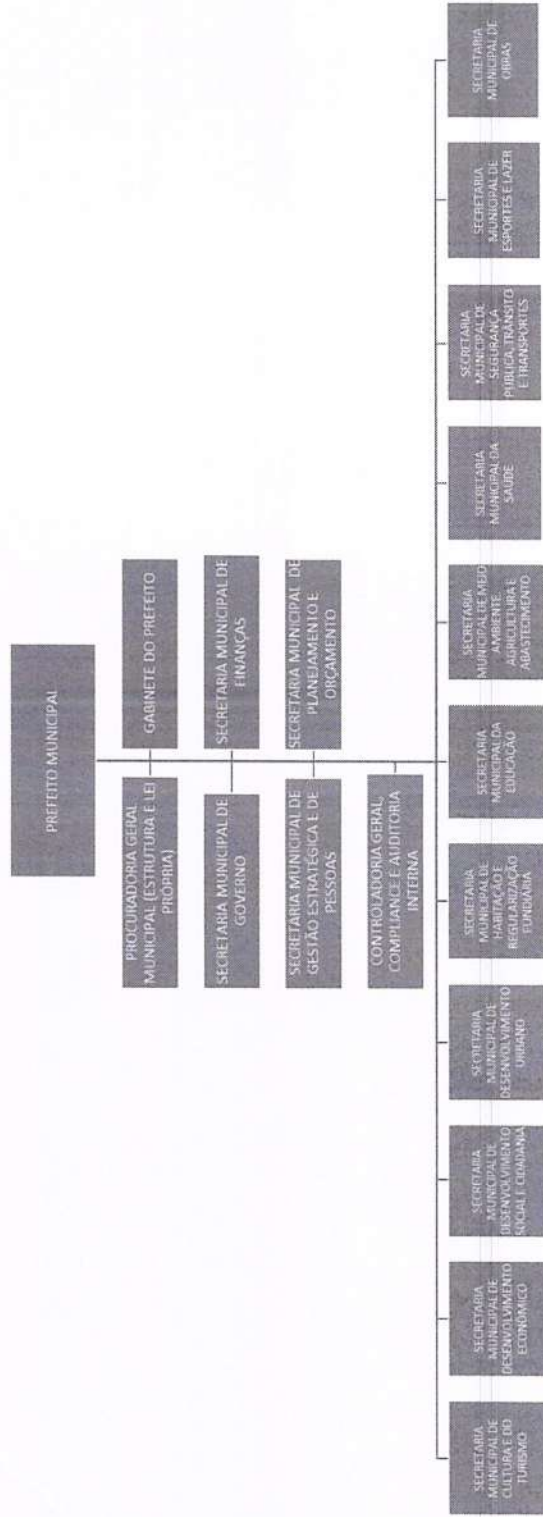 PREFEITO MUNICIPAL
PROCURADORIA GERAL
MUNICIPAL (ESTRUTURA E LEI
PRÓPRIA)
GABINETE DO PREFEITO
SECRETARIA MUNICIPAL DE
GOVERNO
SECRETARIA MUNICIPAL DE
FINANÇAS
SECRETARIA MUNICIPAL DE
GESTÃO ESTRATÉGICA E DE
PESSOAS
SECRETARIA MUNICIPAL DE
PLANEJAMENTO E
ORÇAMENTO
CONTROLADORIA GERAL,
COMPLIANCE E AUDITORIA
INTERNA
SECRETARIA
MUNICIPAL DE
CULTURA E DO
TURISMO
SECRETARIA
MUNICIPAL DE
DESENVOLVIMENTO
ECONÔMICO
SECRETARIA
MUNICIPAL DE
DESENVOLVIMENTO
SOCIAL E CIDADANIA
SECRETARIA
MUNICIPAL DE
DESENVOLVIMENTO
URBANO
SECRETARIA
MUNICIPAL DE
HABITAÇÃO E
REGULARIZAÇÃO
FUNDIÁRIA
SECRETARIA
MUNICIPAL DA
EDUCAÇÃO
SECRETARIA
MUNICIPAL DE MEIO
AMBIENTE,
AGRICULTURA E
ABASTECIMENTO
SECRETARIA
MUNICIPAL DA
SAÚDE
SECRETARIA
MUNICIPAL DE
SEGURANÇA
PÚBLICA, TRÂNSITO
E TRANSPORTES
SECRETARIA
MUNICIPAL DE
ESPORTES E LAZER
SECRETARIA
MUNICIPAL DE
OBRAS